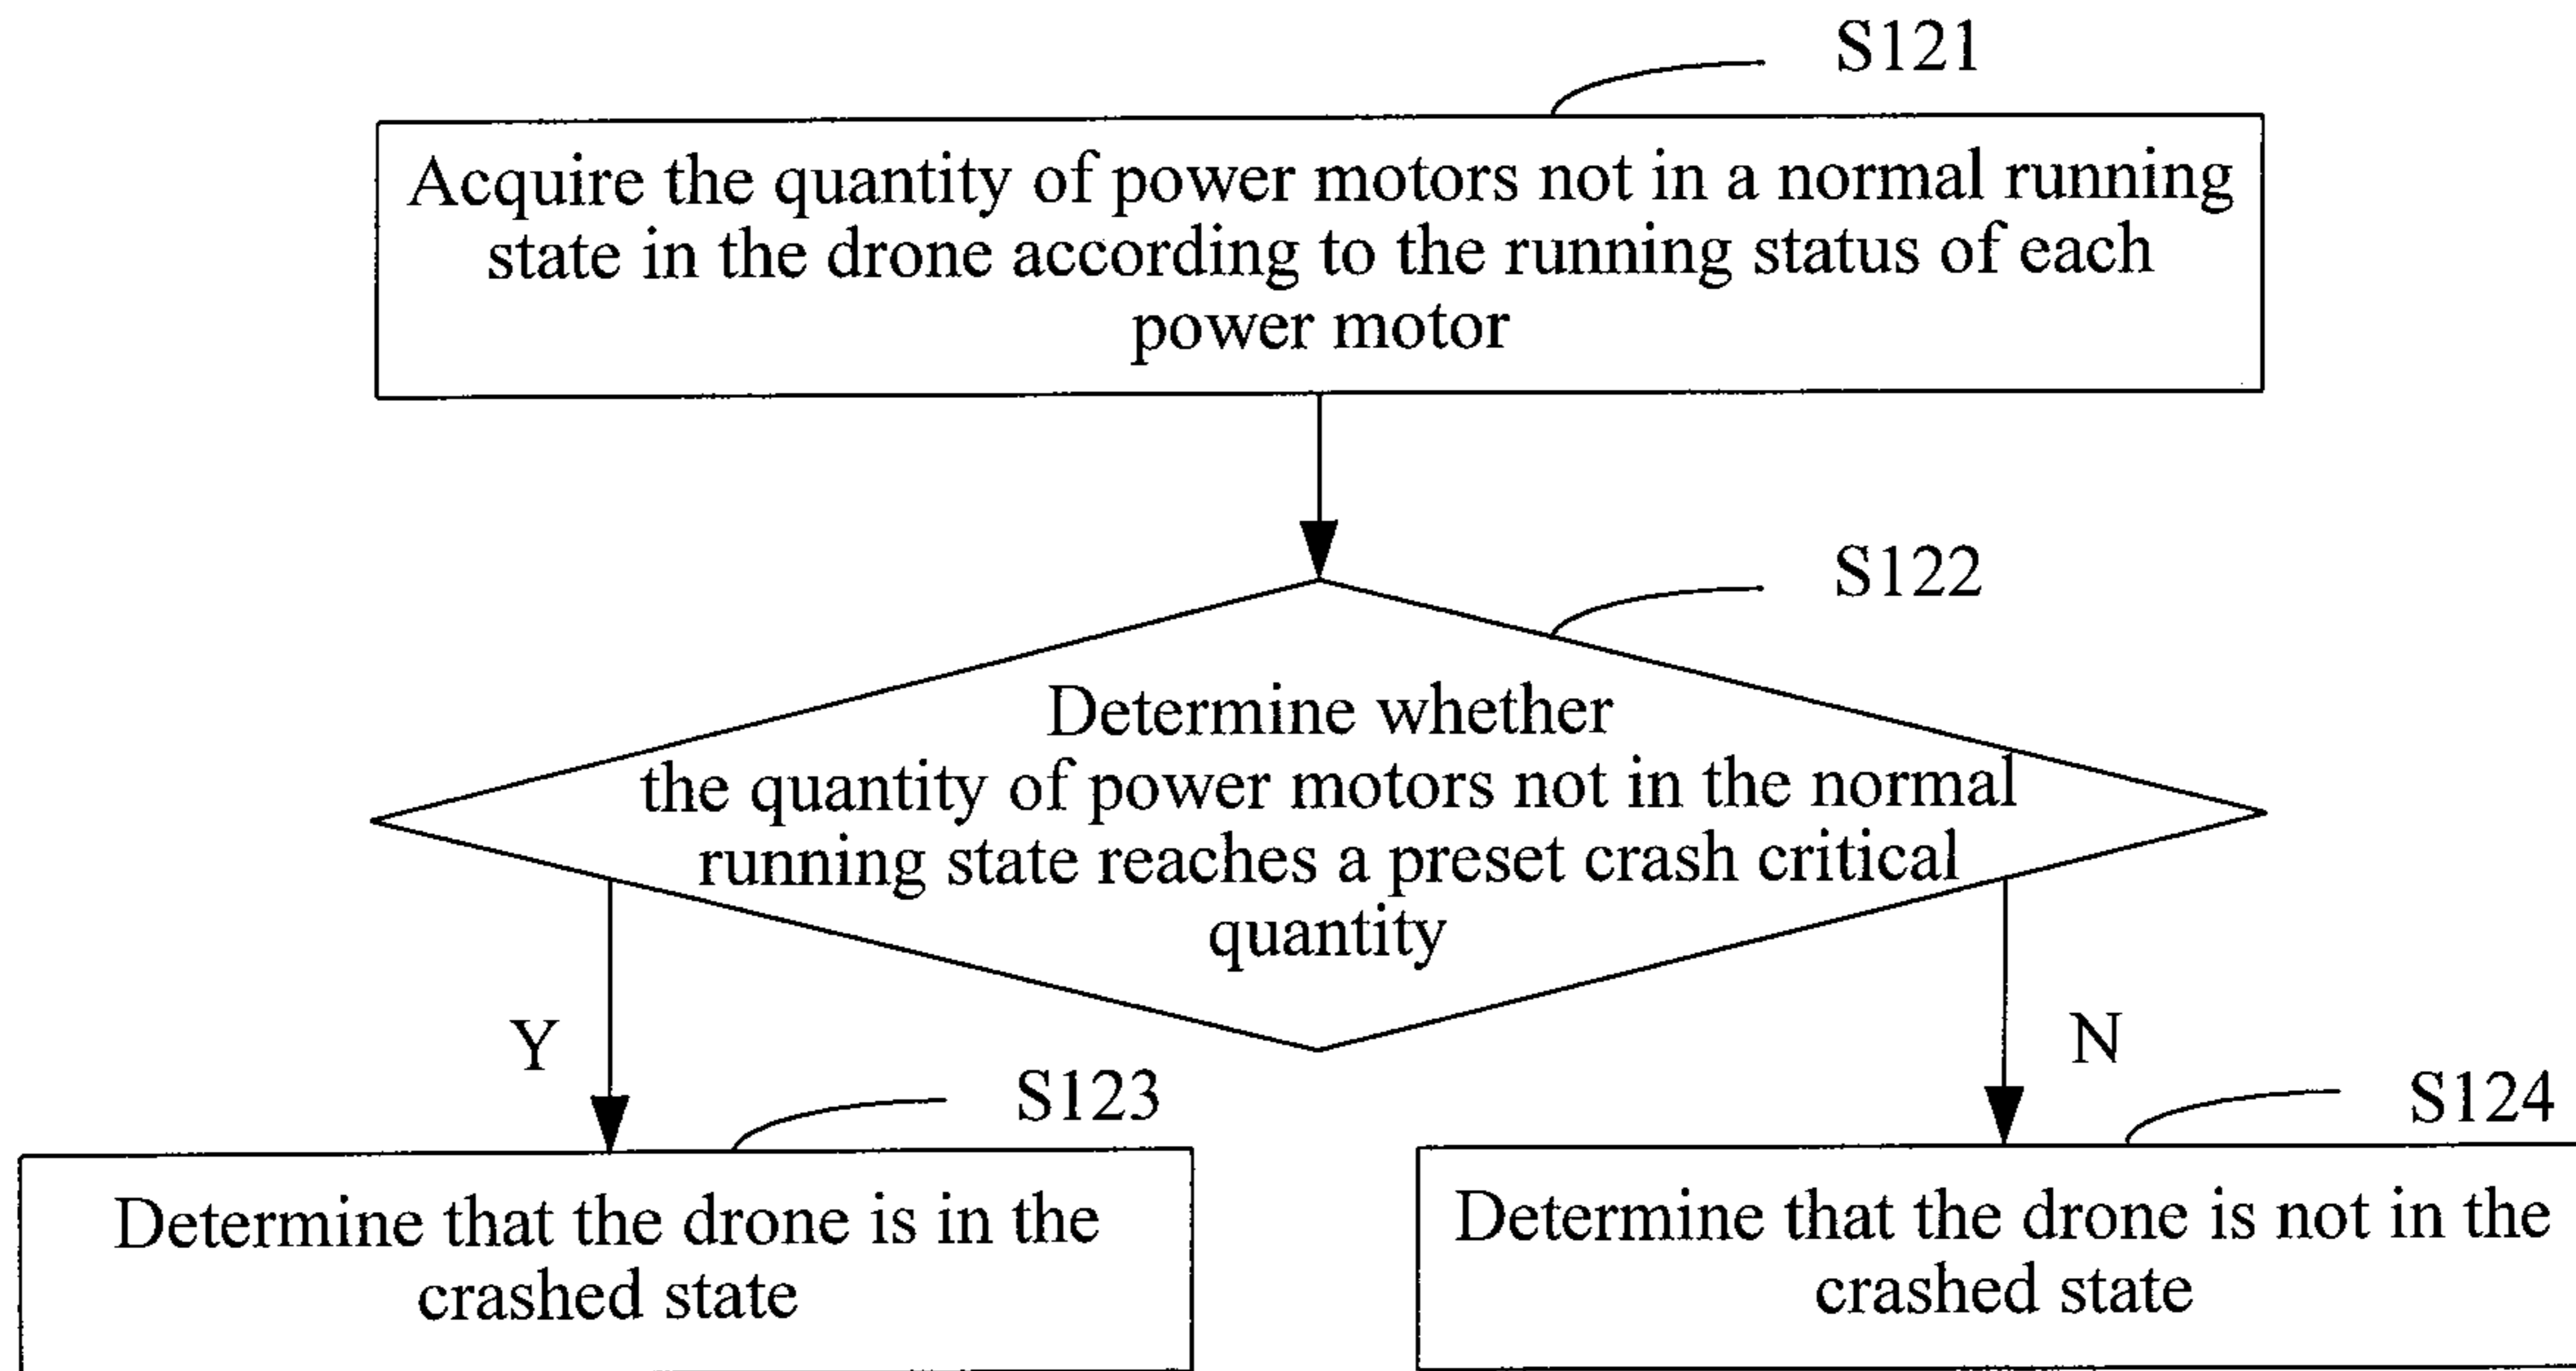 S121
Acquire the quantity of power motors not in a normal running
state in the drone according to the running status of each
power motor
S122
Determine whether
the quantity of power motors not in the normal
running state reaches a preset crash critical
quantity
Y
N
S123
S124
Determine that the drone is in the
crashed state
Determine that the drone is not in the
crashed state